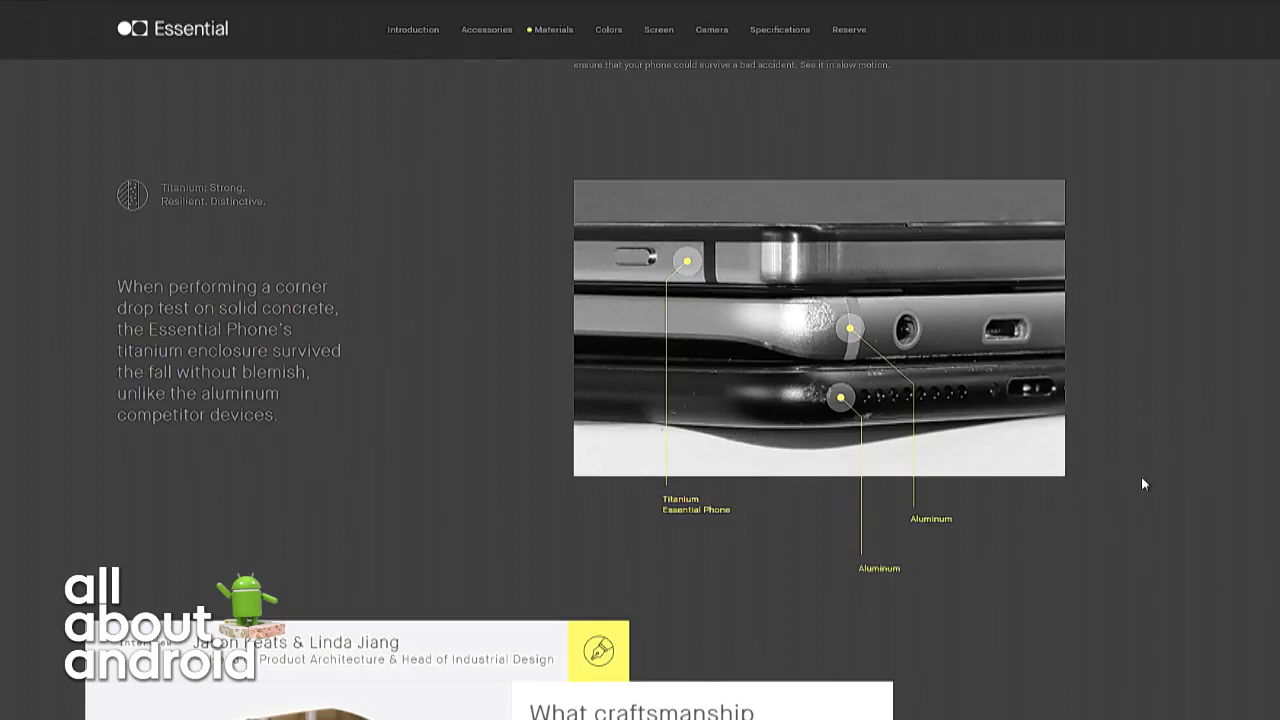 Essential
Introduction
Accessories
Materials
Colors
Screen
Camera
Specifications
Reserve
ensure that your phone could survive a bad accident. See it in slow motion.
Titanium: Strong.
Resilient. Distinctive.
When performing a corner
drop test on solid concrete,
the Essential Phone's
titanium enclosure survived
the fall without blemish,
unlike the aluminum
competitor devices.
Titanium
Essential Phone
Aluminum
Aluminum
all
about
android
Jason Keats & Linda Jiang
Product Architecture & Head of Industrial Design
What craftsmanship